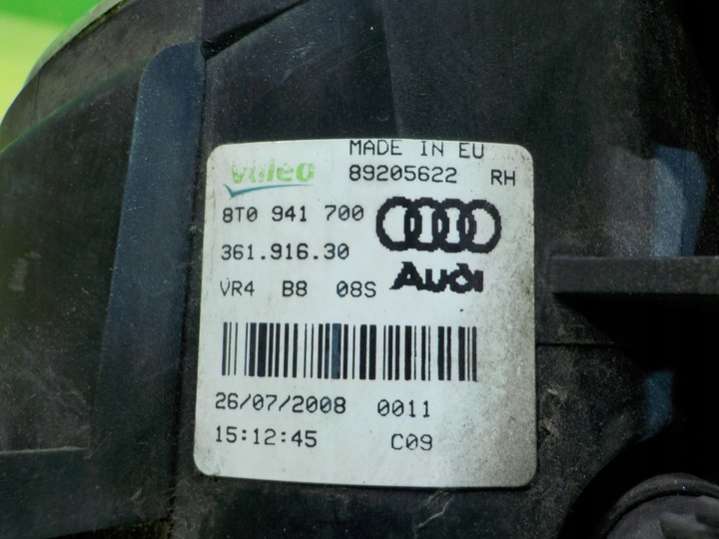 MADE IN EU
Valeo 89205622 RH
8T0 941 700
361.916.30
Audi
VR4 B8 08S
26/07/2008 0011
15:12:45 C09